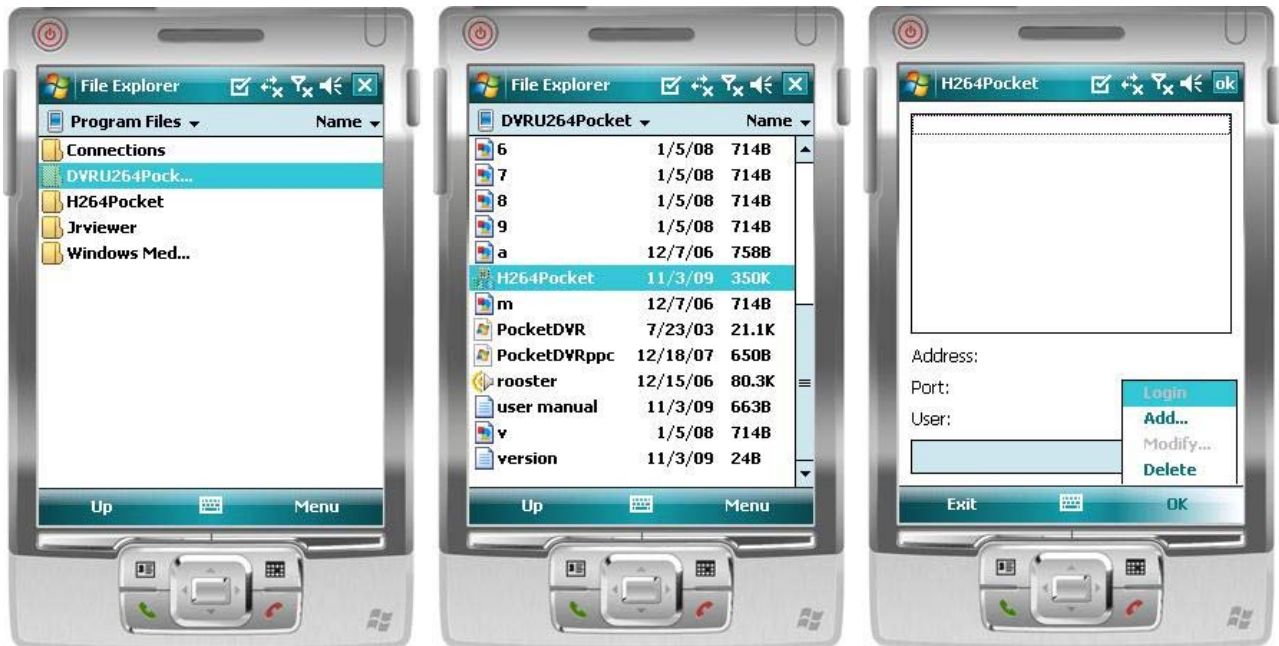 File Explorer
Program Files Name
Connections
DVRU264Pock...
H264Pocket
Jrviewer
Windows Med...
Up Menu
File Explorer
DVRU264Pocket Name
6 1/5/08 714B
7 1/5/08 714B
8 1/5/08 714B
9 1/5/08 714B
a 12/7/06 758B
H264Pocket 11/3/09 350K
m 12/7/06 714B
PocketDVR 7/23/03 21.1K
PocketDVRppc 12/18/07 650B
rooster 12/15/06 80.3K
user manual 11/3/09 663B
v 1/5/08 714B
version 11/3/09 24B
Up Menu
H264Pocket ok
Address:
Port:
User:
Login
Add...
Modify...
Delete
Exit OK